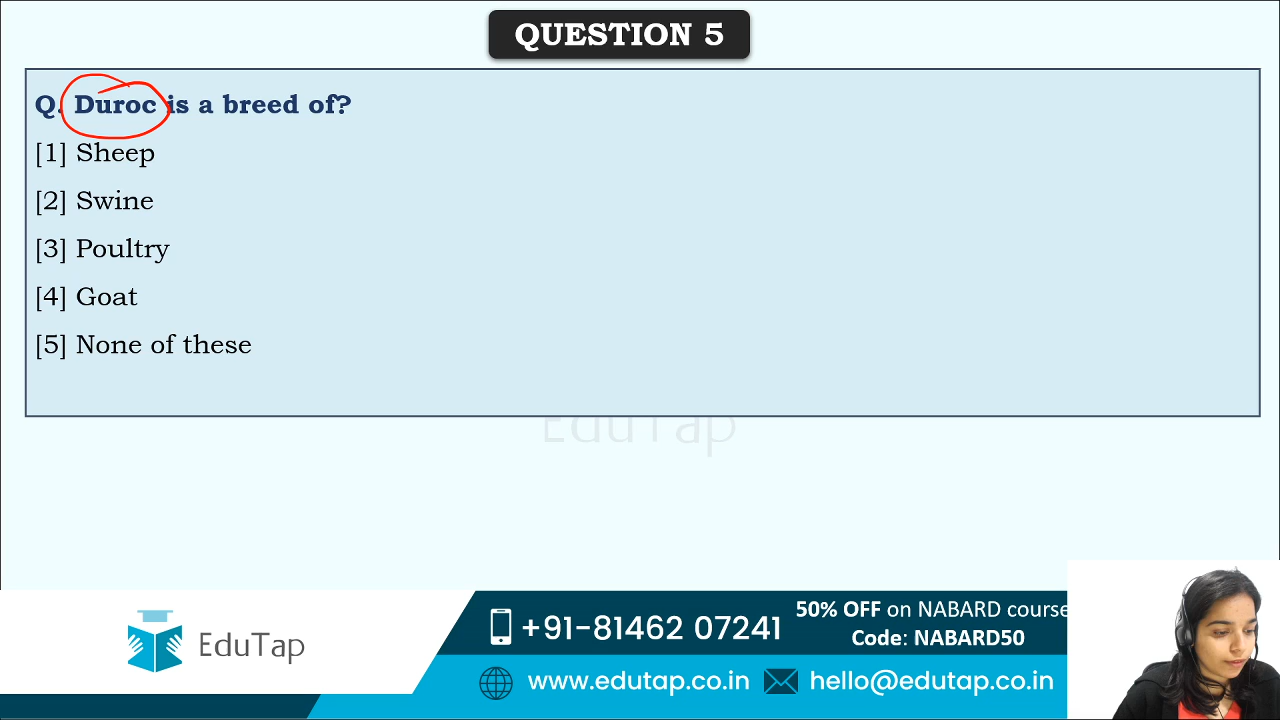 QUESTION 5
Q. Duroc is a breed of?
[1] Sheep
[2] Swine
[3] Poultry
[4] Goat
[5] None of these
EduTap
EduTap
+91-81462 07241
50% OFF on NABARD course
Code: NABARD50
www.edutap.co.in
hello@edutap.co.in